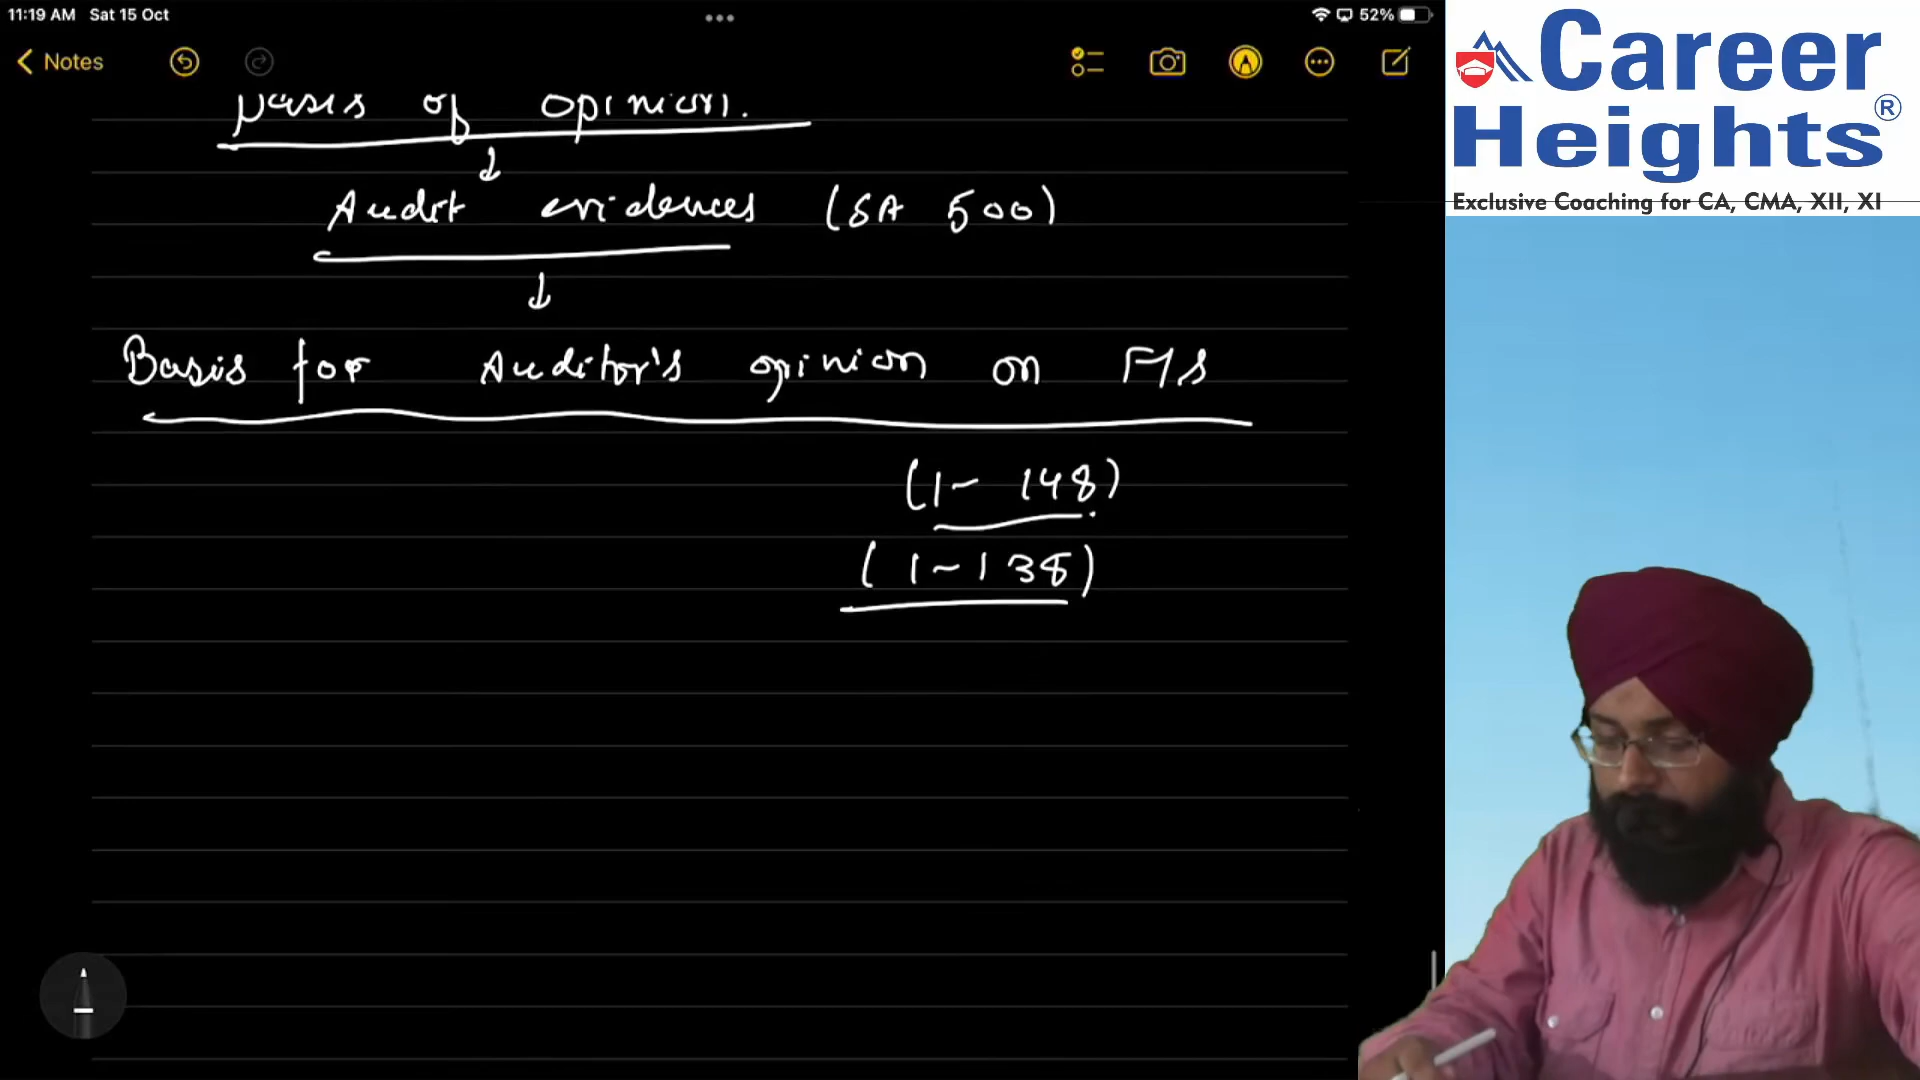 11:19 AM Sat 15 Oct
52%
Notes
basis of opinion.
Audit evidences (SA 500)
Basis for Auditor's opinion on F/s
(1- 148)
(1-138)
Career
Heights®
Exclusive Coaching for CA, CMA, XII, XI